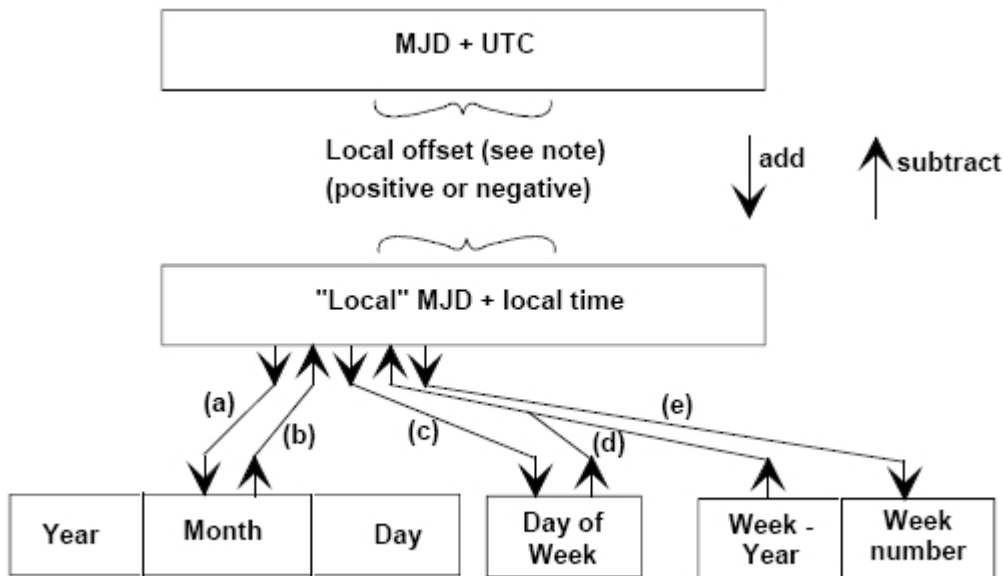 MJD + UTC
Local offset (see note)
(positive or negative)
add
subtract
"Local" MJD + local time
(a)
(b)
(c)
(d)
(e)
Year
Month
Day
Day of
Week
Week -
Year
Week
number